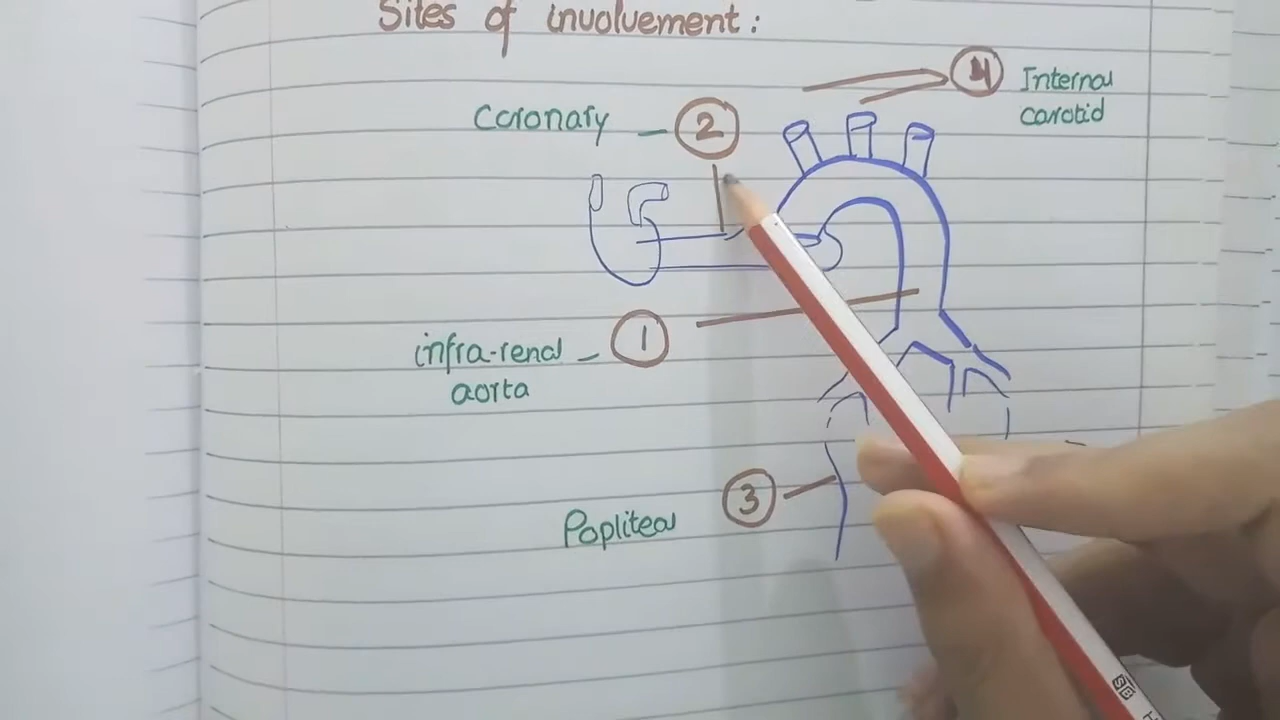 Sites of involvement :
4 Internal
carotid
Coronary - 2
infra-renal - 1
aorta
3
Popliteal